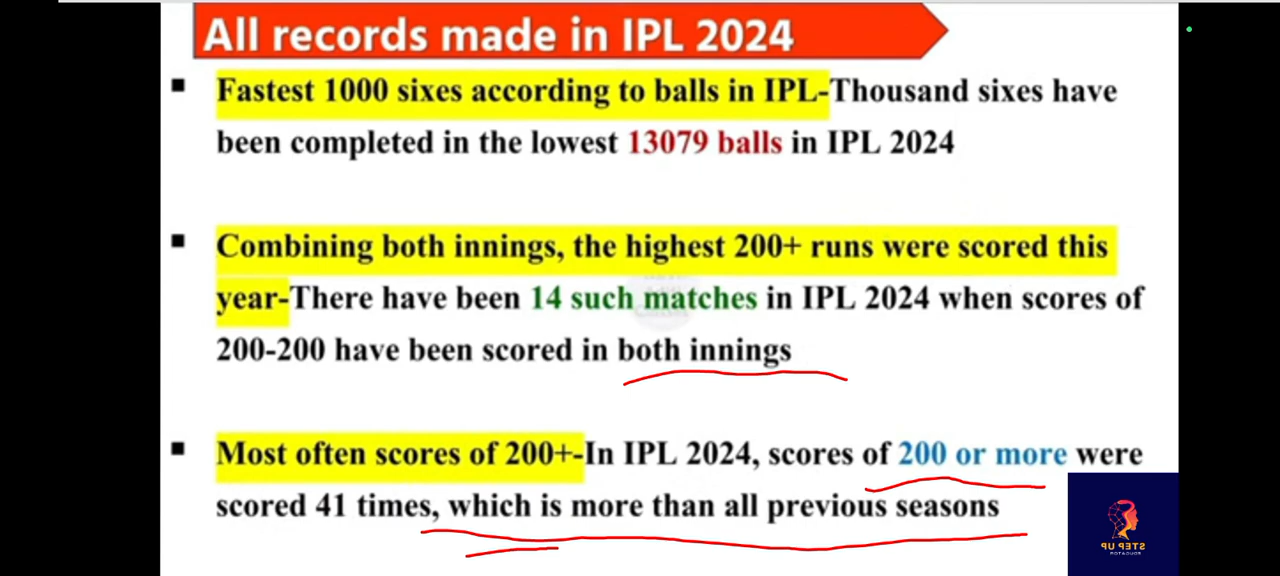 All records made in IPL 2024
▪ Fastest 1000 sixes according to balls in IPL-Thousand sixes have
been completed in the lowest 13079 balls in IPL 2024
▪ Combining both innings, the highest 200+ runs were scored this
year-There have been 14 such matches in IPL 2024 when scores of
200-200 have been scored in both innings
▪ Most often scores of 200+-In IPL 2024, scores of 200 or more were
scored 41 times, which is more than all previous seasons
STEP UP
EDUCATION